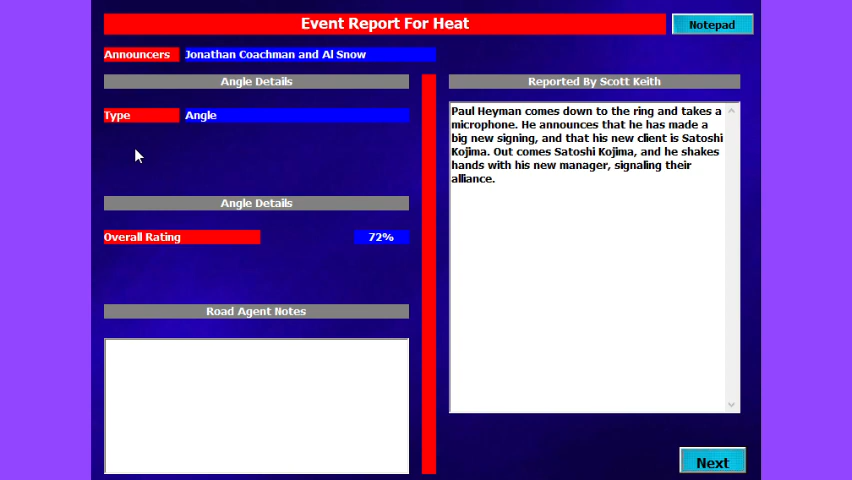 Event Report For Heat
Notepad
Announcers Jonathan Coachman and Al Snow
Angle Details
Type Angle
Angle Details
Overall Rating 72%
Road Agent Notes
Reported By Scott Keith
Paul Heyman comes down to the ring and takes a
microphone. He announces that he has made a
big new signing, and that his new client is Satoshi
Kojima. Out comes Satoshi Kojima, and he shakes
hands with his new manager, signaling their
alliance.
Next